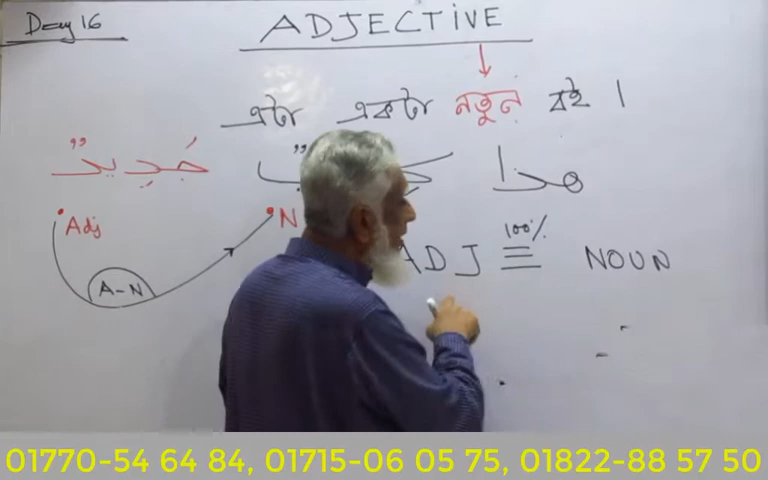 Day 16
ADJECTIVE
এটা একটা নতুন বই ।
هذا جَدِيدٌ
Adj N ADJ ≡ 100% NOUN
A-N
01770-54 64 84, 01715-06 05 75, 01822-88 57 50